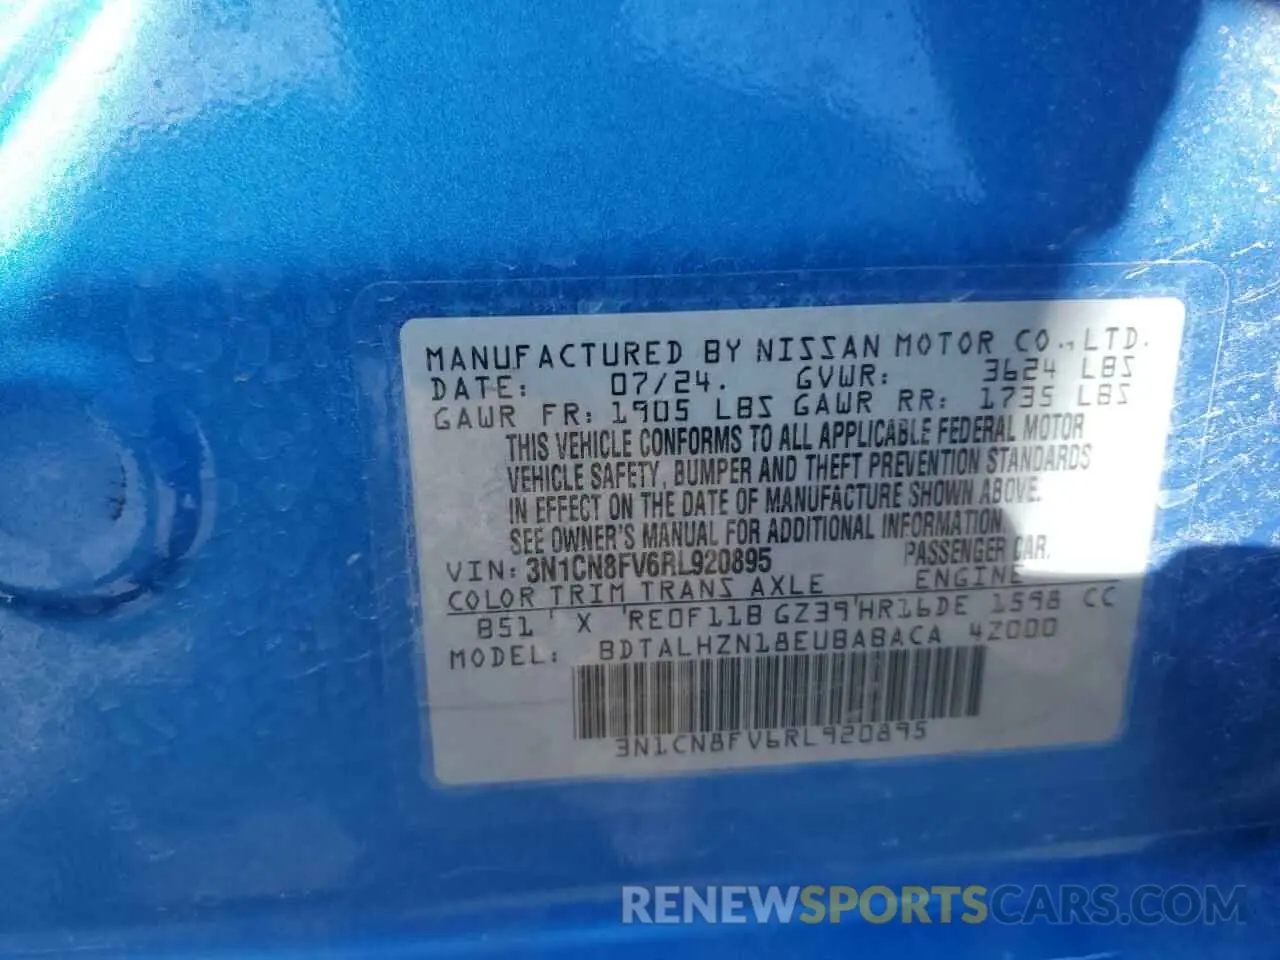 MANUFACTURED BY NISSAN MOTOR CO., LTD.
DATE: 07/24. GVWR: 3624 LBS
GAWR FR: 1905 LBS GAWR RR: 1735 LBS
THIS VEHICLE CONFORMS TO ALL APPLICABLE FEDERAL MOTOR
VEHICLE SAFETY, BUMPER AND THEFT PREVENTION STANDARDS
IN EFFECT ON THE DATE OF MANUFACTURE SHOWN ABOVE.
SEE OWNER'S MANUAL FOR ADDITIONAL INFORMATION
VIN: 3N1CN8FV6RL920895 PASSENGER CAR.
COLOR TRIM TRANS AXLE ENGINE
B51 X RE0F11B GZ39 HR16DE 1598 CC
MODEL: BDTALHZN18EUBABACA 4Z000
3N1CN8FV6RL920895
RENEWSPORTSCARS.COM